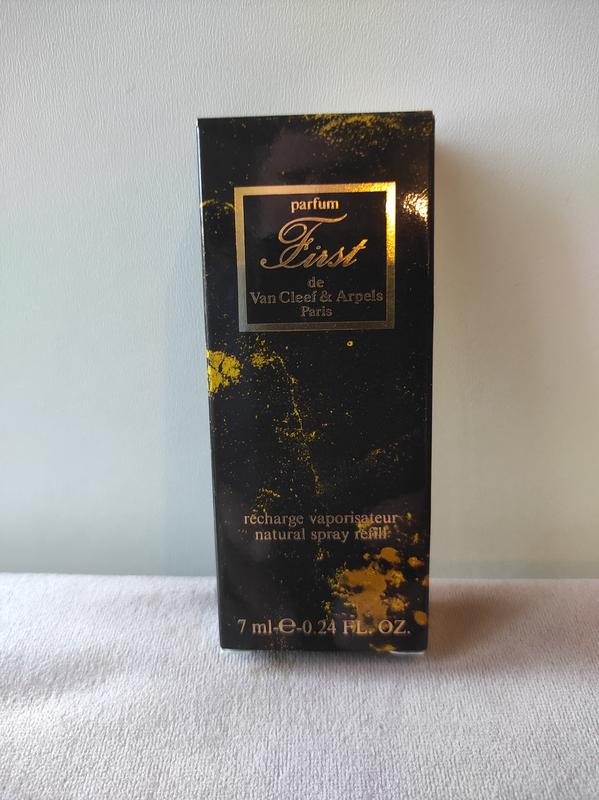 parfum
First
de
Van Cleef & Arpels
Paris
recharge vaporisateur
natural spray refill
7 ml-℮-0.24 FL. OZ.